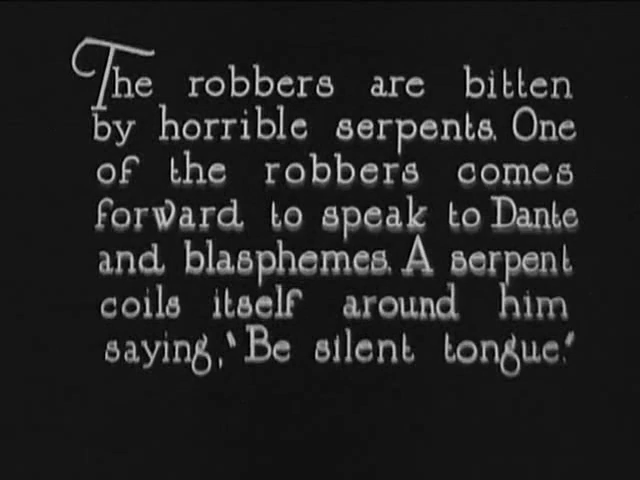 The robbers are bitten
by horrible serpents. One
of the robbers comes
forward to speak to Dante
and blasphemes. A serpent
coils itself around him
saying, "Be silent tongue."